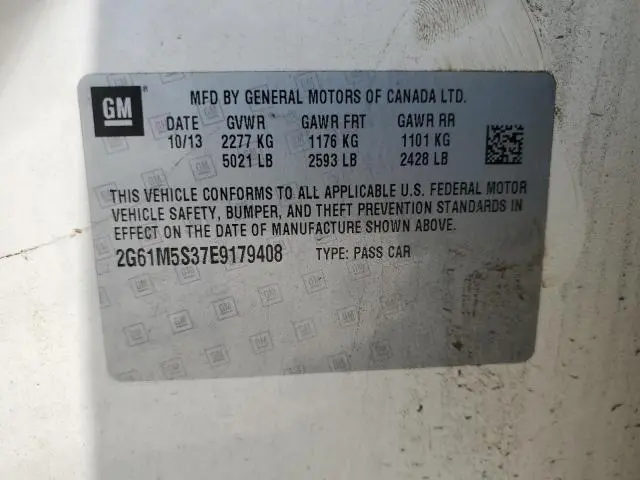 GM
MFD BY GENERAL MOTORS OF CANADA LTD.
DATE GVWR GAWR FRT GAWR RR
10/13 2277 KG 1176 KG 1101 KG
5021 LB 2593 LB 2428 LB
THIS VEHICLE CONFORMS TO ALL APPLICABLE U.S. FEDERAL MOTOR
VEHICLE SAFETY, BUMPER, AND THEFT PREVENTION STANDARDS IN
EFFECT ON THE DATE OF MANUFACTURE SHOWN ABOVE.
2G61M5S37E9179408 TYPE: PASS CAR